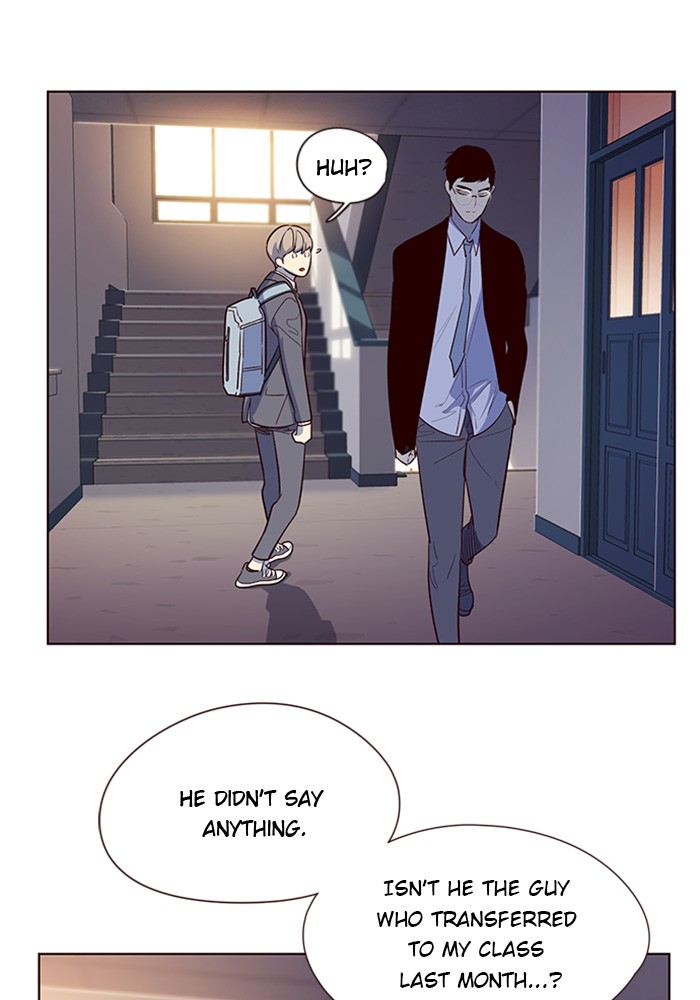 HUH?
HE DIDN'T SAY
ANYTHING.
ISN'T HE THE GUY
WHO TRANSFERRED
TO MY CLASS
LAST MONTH...?